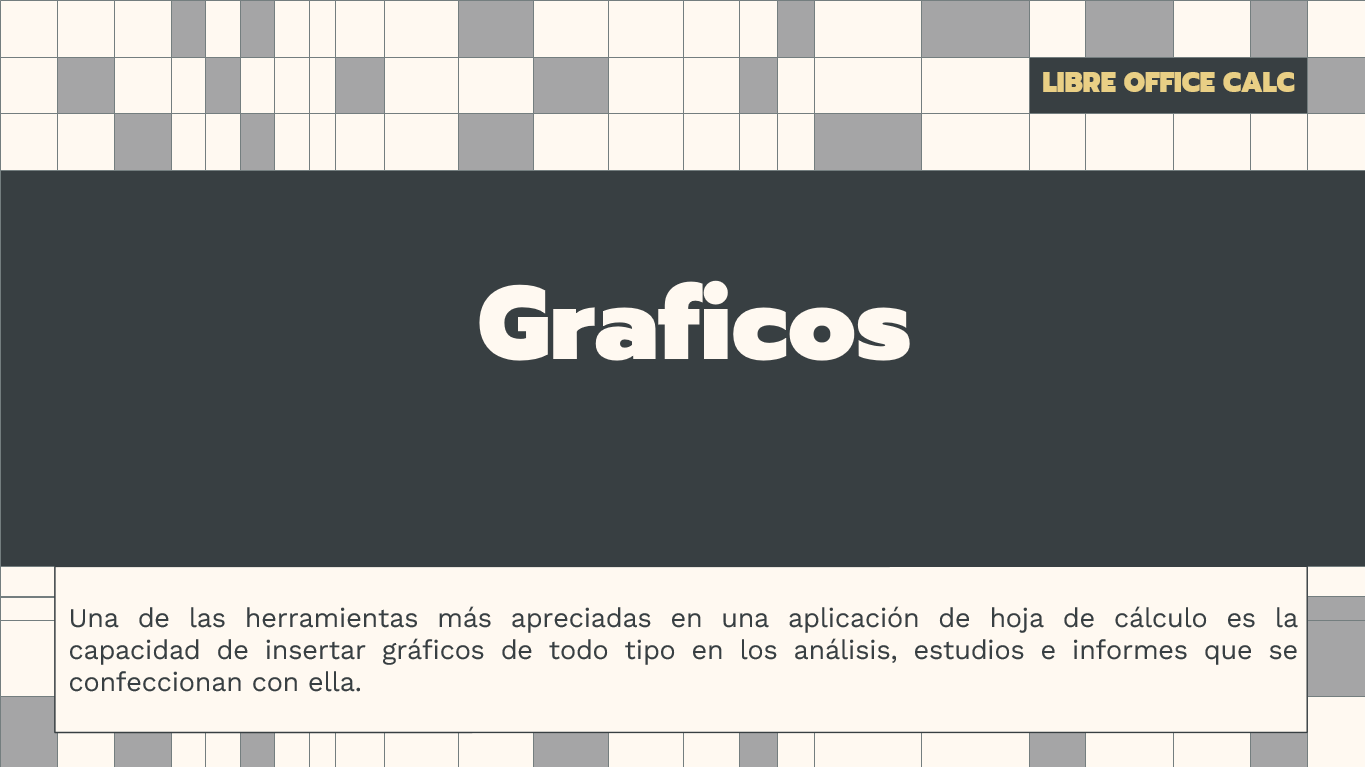 LIBRE OFFICE CALC
Graficos
Una de las herramientas más apreciadas en una aplicación de hoja de cálculo es la
capacidad de insertar gráficos de todo tipo en los análisis, estudios e informes que se
confeccionan con ella.